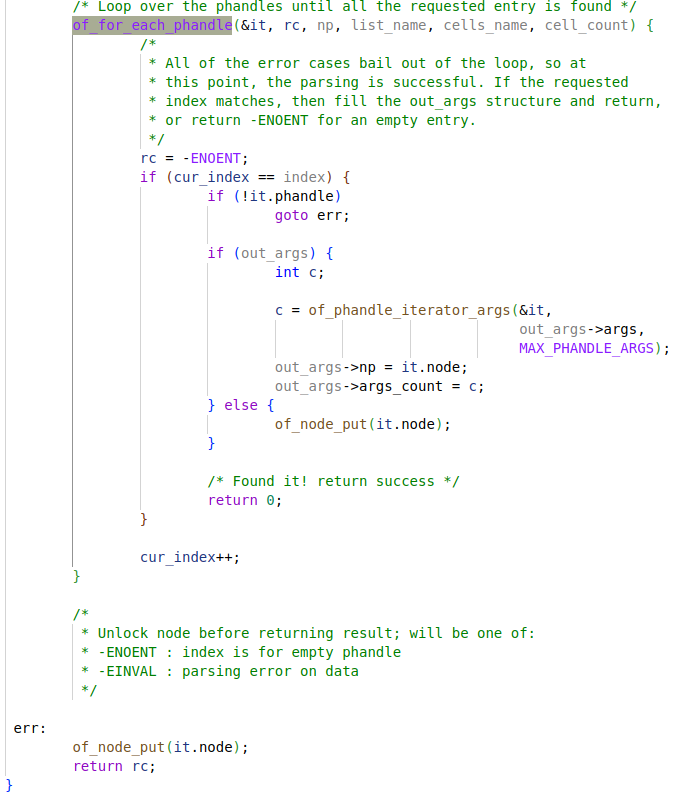 /* Loop over the phandles until all the requested entry is found */
of_for_each_phandle(&it, rc, np, list_name, cells_name, cell_count) {
/*
* All of the error cases bail out of the loop, so at
* this point, the parsing is successful. If the requested
* index matches, then fill the out_args structure and return,
* or return -ENOENT for an empty entry.
*/
rc = -ENOENT;
if (cur_index == index) {
if (!it.phandle)
goto err;
if (out_args) {
int c;
c = of_phandle_iterator_args(&it,
out_args->args,
MAX_PHANDLE_ARGS);
out_args->np = it.node;
out_args->args_count = c;
} else {
of_node_put(it.node);
}
/* Found it! return success */
return 0;
}
cur_index++;
}
/*
* Unlock node before returning result; will be one of:
* -ENOENT : index is for empty phandle
* -EINVAL : parsing error on data
*/
err:
of_node_put(it.node);
return rc;
}